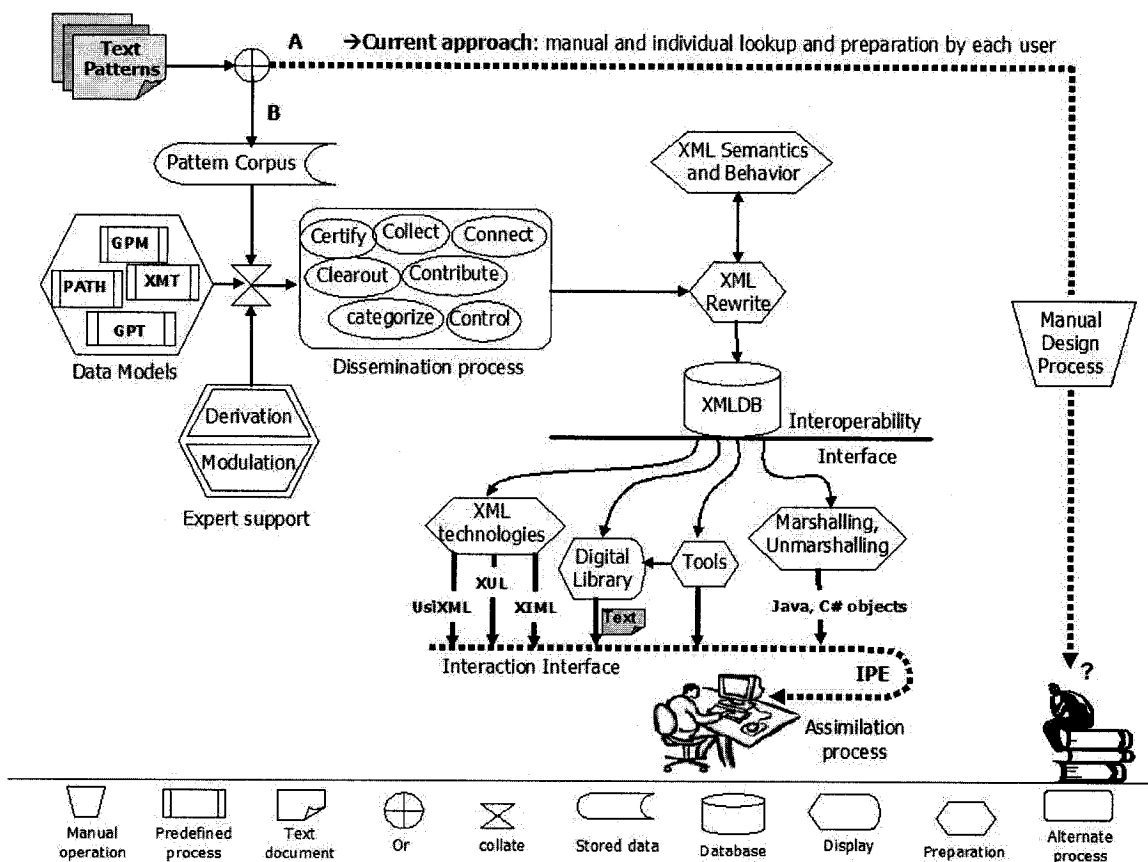 Text
Patterns
A →Current approach: manual and individual lookup and preparation by each user
B
Pattern Corpus
XML Semantics
and Behavior
GPM
PATH
XMT
GPT
Data Models
Certify
Collect
Connect
Clearout
Contribute
categorize
Control
Dissemination process
XML
Rewrite
Manual
Design
Process
Derivation
Modulation
Expert support
XMLDB
Interoperability
Interface
XML
technologies
Digital
Library
Tools
Marshalling,
Unmarshalling
UsiXML
XUL
XIML
Text
Java, C# objects
Interaction Interface
IPE
Assimilation
process
?
Manual
operation
Predefined
process
Text
document
Or
collate
Stored data
Database
Display
Preparation
Alternate
process